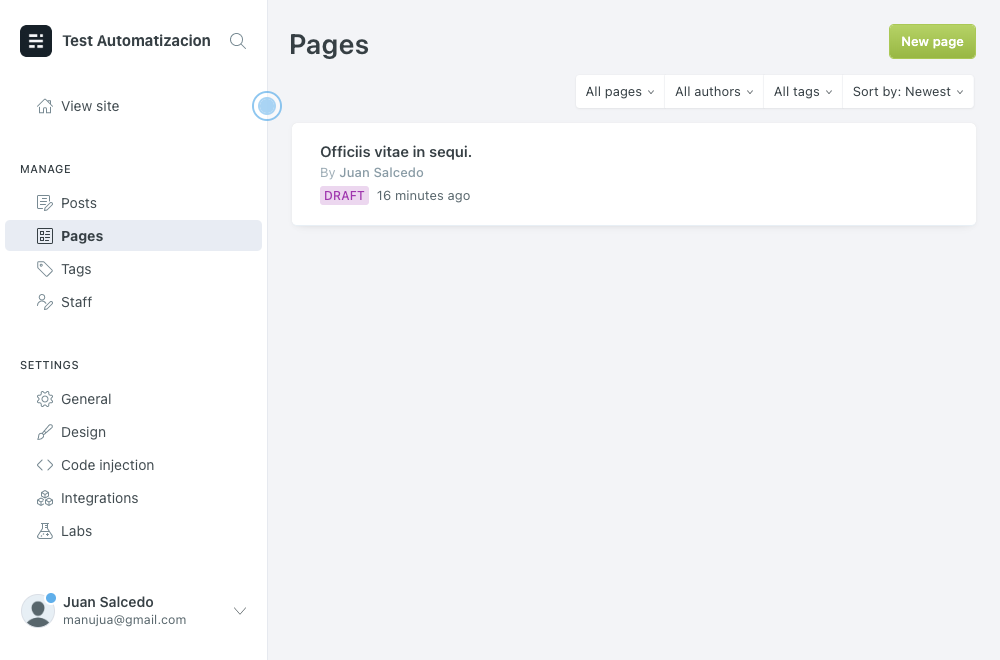 Test Automatizacion
View site
MANAGE
Posts
Pages
Tags
Staff
SETTINGS
General
Design
Code injection
Integrations
Labs
Juan Salcedo
manujua@gmail.com
Pages
New page
All pages All authors All tags Sort by: Newest
Officiis vitae in sequi.
By Juan Salcedo
DRAFT 16 minutes ago